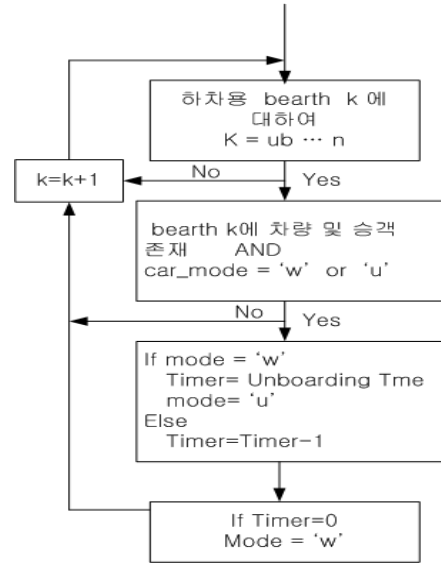 하차용 bearth k 에
대하여
K = ub ⋯ n
No
Yes
k=k+1
bearth k에 차량 및 승객
존재 AND
car_mode = ‘w’ or ‘u’
No
Yes
If mode = ‘w’
Timer= Unboarding Tme
mode= ‘u’
Else
Timer=Timer-1
If Timer=0
Mode = ‘w’